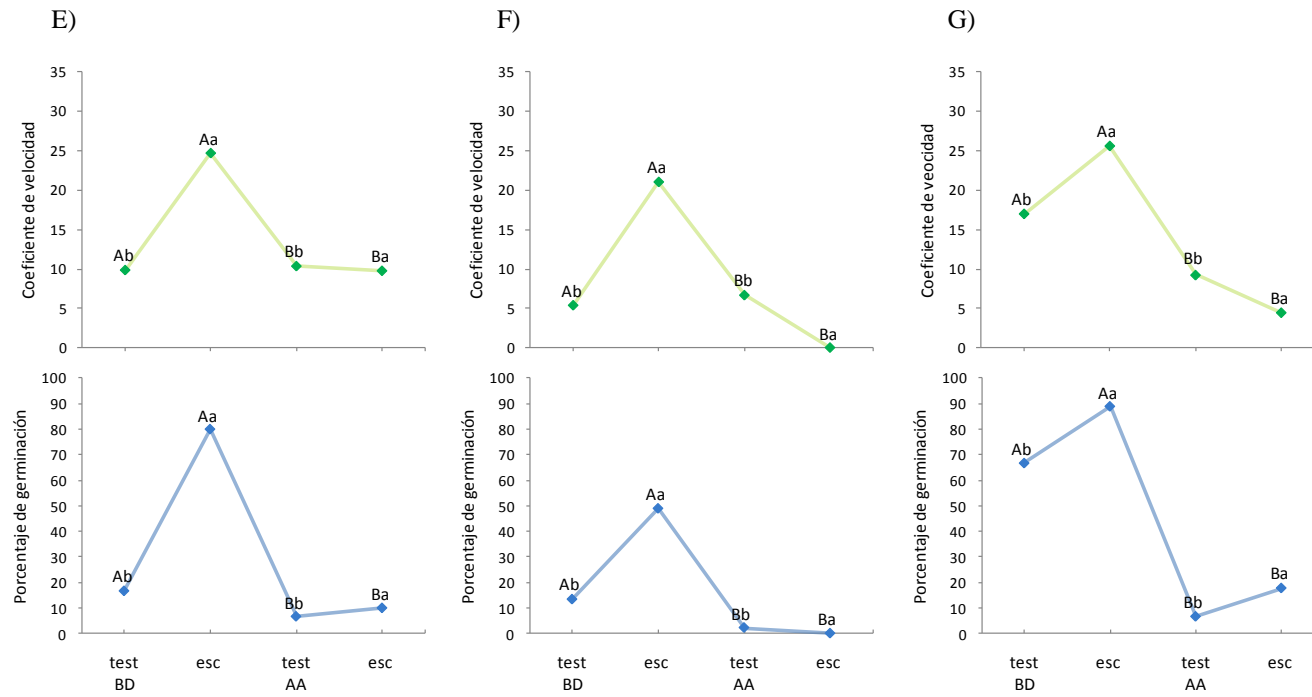 E)
F)
G)
Coeficiente de velocidad
35
30
25
20
15
10
5
0
Ab
Aa
Bb
Ba
Coeficiente de velocidad
35
30
25
20
15
10
5
0
Ab
Aa
Bb
Ba
Coeficiente de veocidad
35
30
25
20
15
10
5
0
Ab
Aa
Bb
Ba
Porcentaje de germinación
100
90
80
70
60
50
40
30
20
10
0
Ab
Aa
Bb
Ba
test esc test esc
BD AA
Porcentaje de germinación
100
90
80
70
60
50
40
30
20
10
0
Ab
Aa
Bb
Ba
test esc test esc
BD AA
Porcentaje de germinación
100
90
80
70
60
50
40
30
20
10
0
Ab
Aa
Bb
Ba
test esc test esc
BD AA